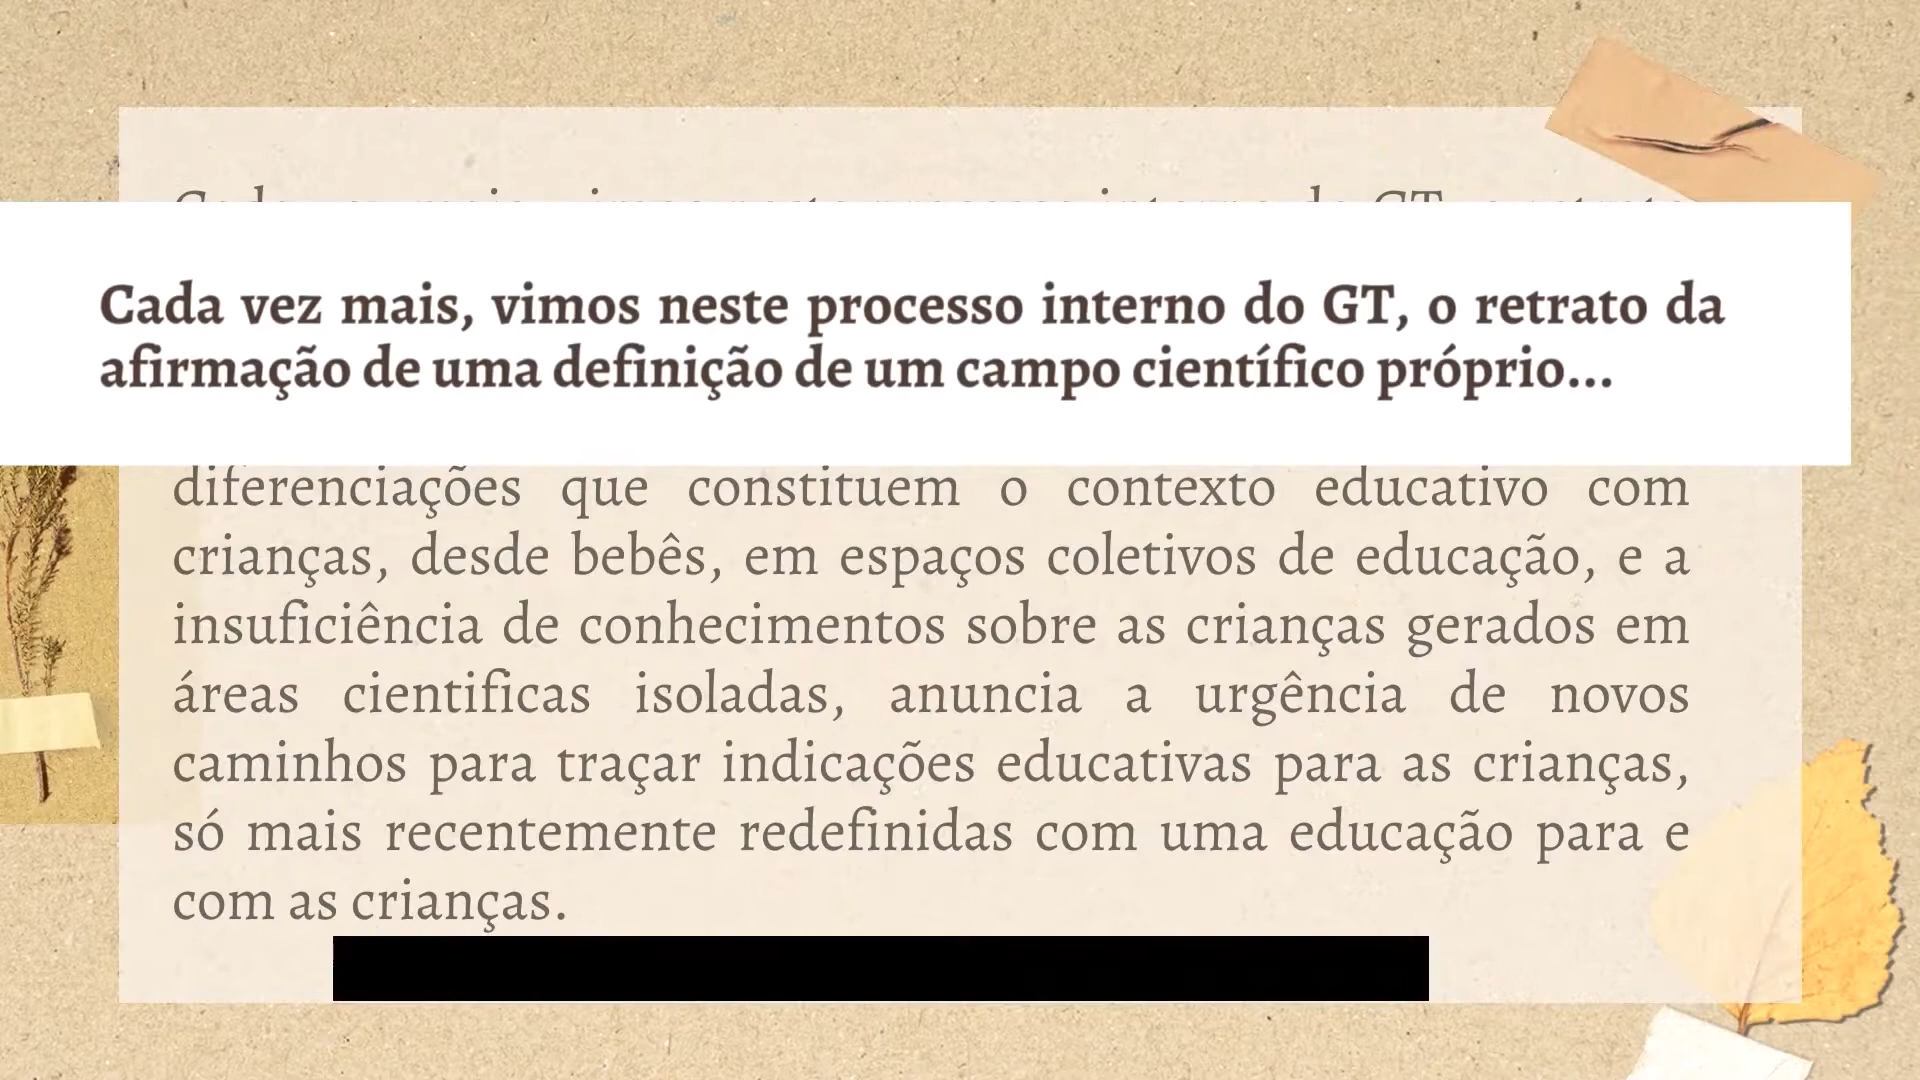 Cada vez mais, vimos neste processo interno do GT, o retrato da
afirmação de uma definição de um campo científico próprio...
diferenciações que constituem o contexto educativo com
crianças, desde bebês, em espaços coletivos de educação, e a
insuficiência de conhecimentos sobre as crianças gerados em
áreas cientificas isoladas, anuncia a urgência de novos
caminhos para traçar indicações educativas para as crianças,
só mais recentemente redefinidas com uma educação para e
com as crianças.